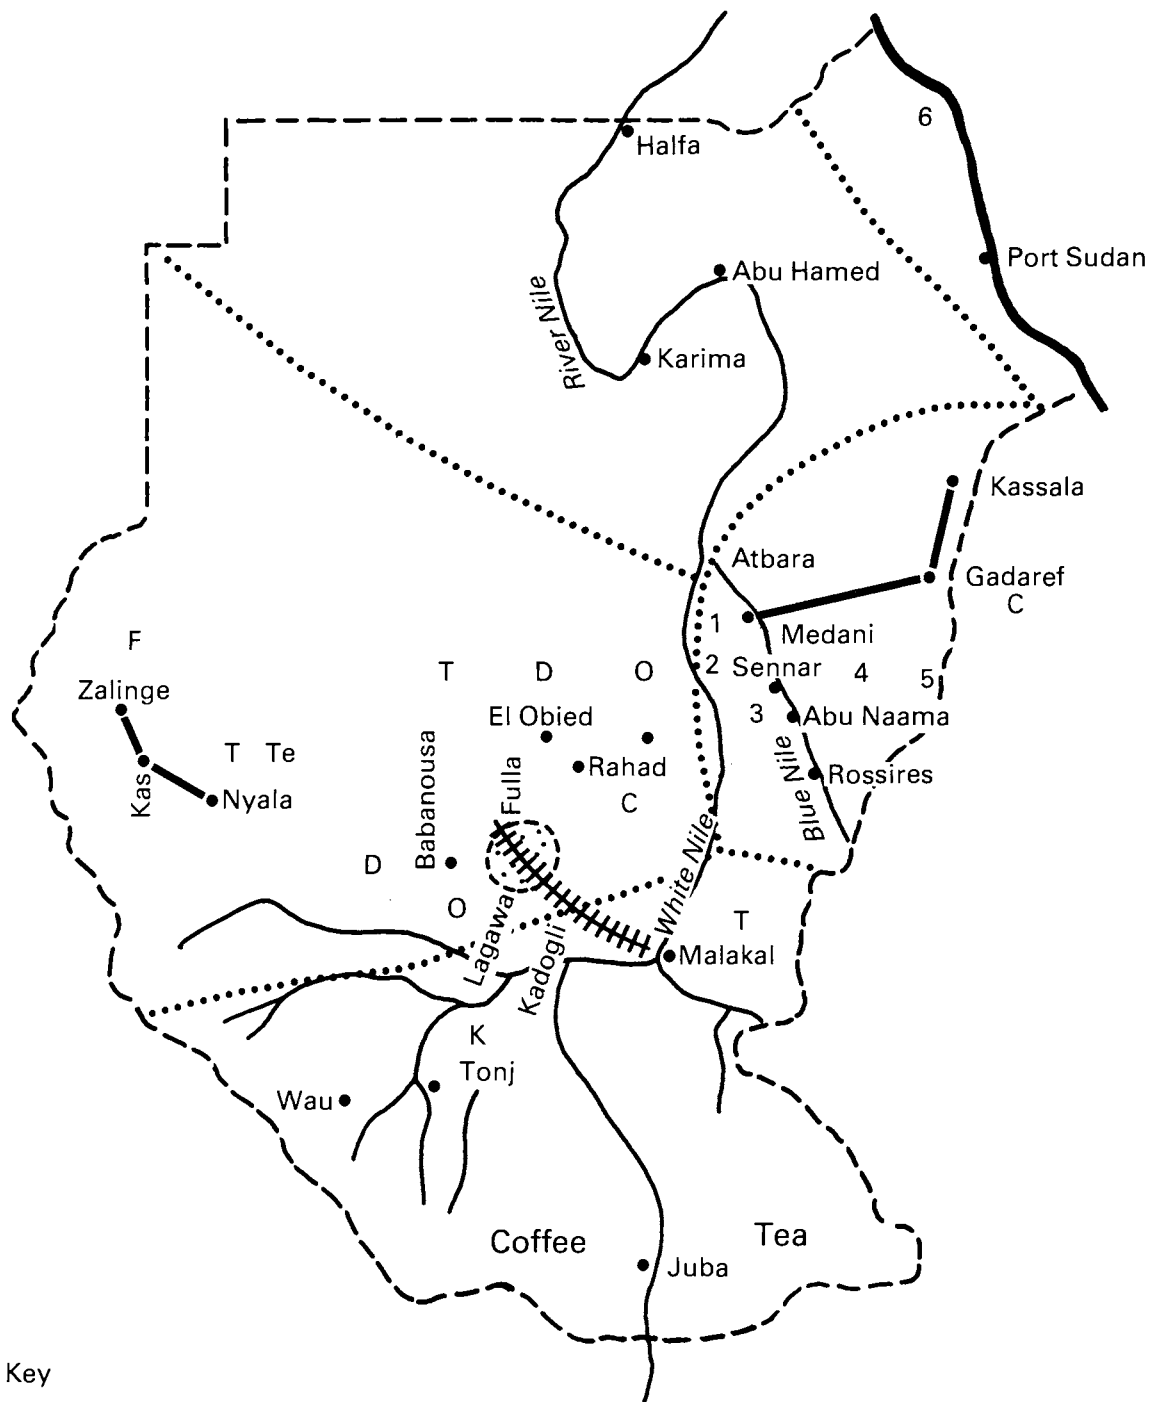 6
Halfa
Port Sudan
Abu Hamed
River Nile
Karima
Kassala
Atbara
Gadaref
C
1
Medani
F
T
D
O
2
Sennar
4
5
Zalinge
El Obied
3
Abu Naama
T Te
Kas
Nyala
Babanousa
Fulla
Rahad
C
Blue Nile
Rossires
D
O
Lagawa
Kadogli
White Nile
T
Malakal
K
Tonj
Wau
Coffee
Tea
Juba
Key